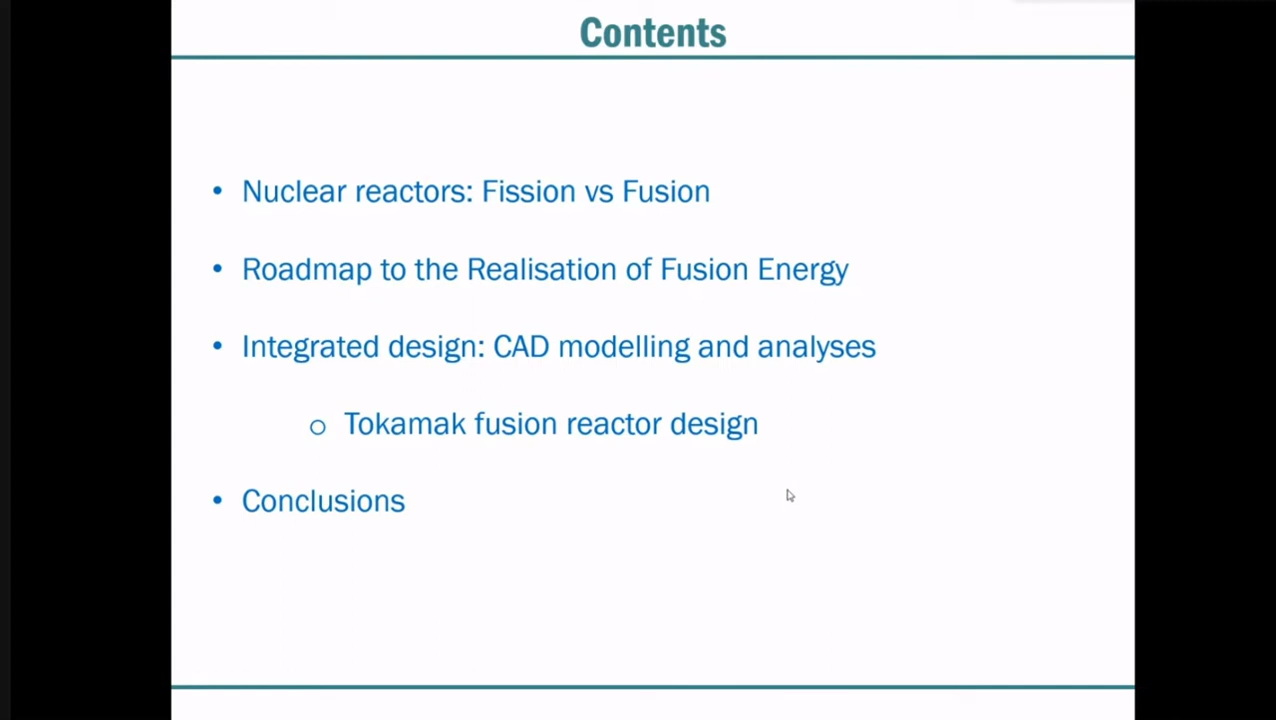 Contents
• Nuclear reactors: Fission vs Fusion
• Roadmap to the Realisation of Fusion Energy
• Integrated design: CAD modelling and analyses
o Tokamak fusion reactor design
• Conclusions